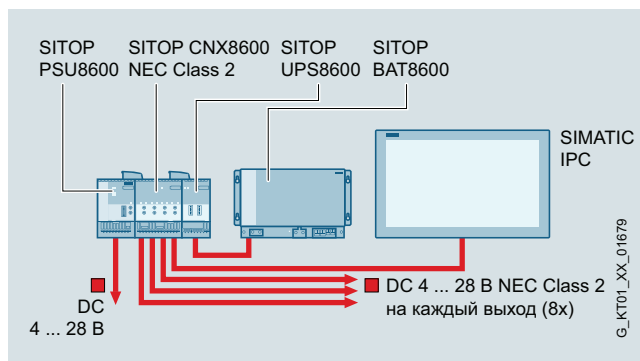 SITOP
PSU8600
SITOP CNX8600
NEC Class 2
SITOP
UPS8600
SITOP
BAT8600
SIMATIC
IPC
DC
4 ... 28 В
DC 4 ... 28 В NEC Class 2
на каждый выход (8x)
G_KT01_XX_01679